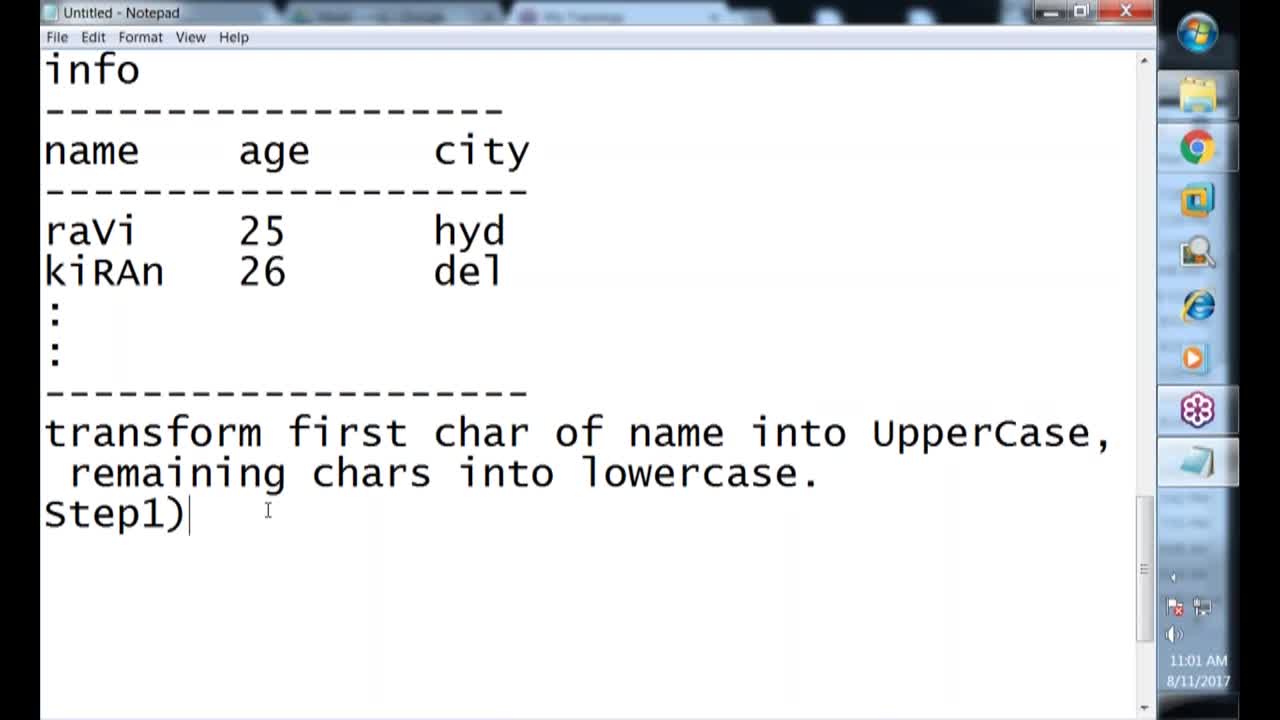 Untitled - Notepad
File Edit Format View Help
info
-------------------
name age city
--------------------
raVi 25 hyd
kiRAn 26 del
:
:
--------------------
transform first char of name into UpperCase,
remaining chars into lowercase.
Step1)
11:01 AM
8/11/2017